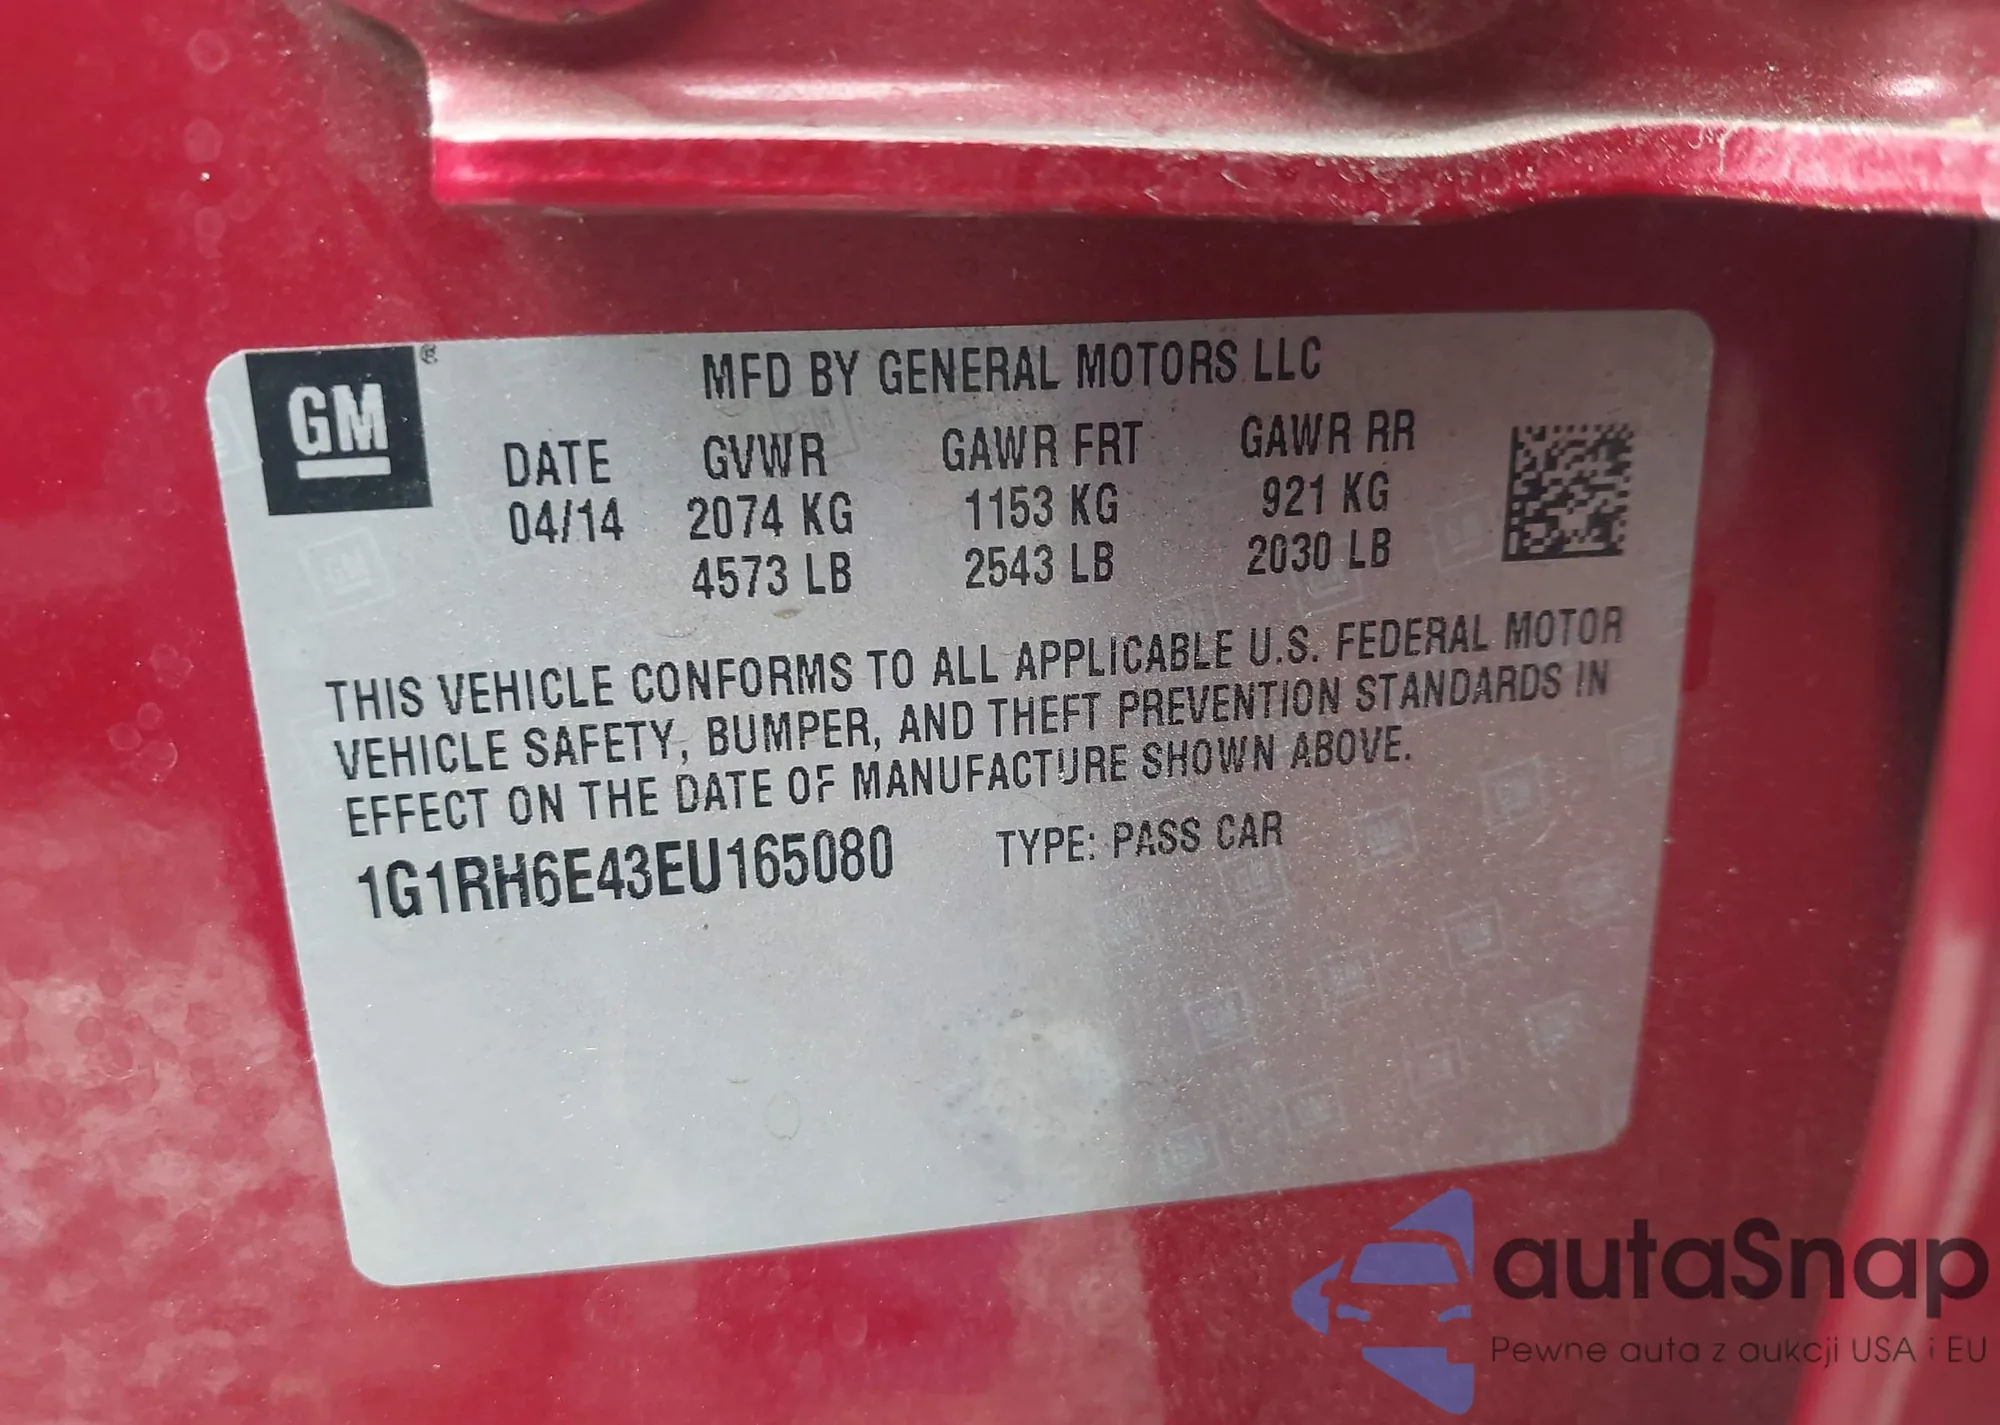 GM®
MFD BY GENERAL MOTORS LLC
DATE GVWR GAWR FRT GAWR RR
04/14 2074 KG 1153 KG 921 KG
4573 LB 2543 LB 2030 LB
THIS VEHICLE CONFORMS TO ALL APPLICABLE U.S. FEDERAL MOTOR
VEHICLE SAFETY, BUMPER, AND THEFT PREVENTION STANDARDS IN
EFFECT ON THE DATE OF MANUFACTURE SHOWN ABOVE.
1G1RH6E43EU165080 TYPE: PASS CAR
autaSnap
Pewne auta z aukcji USA i EU